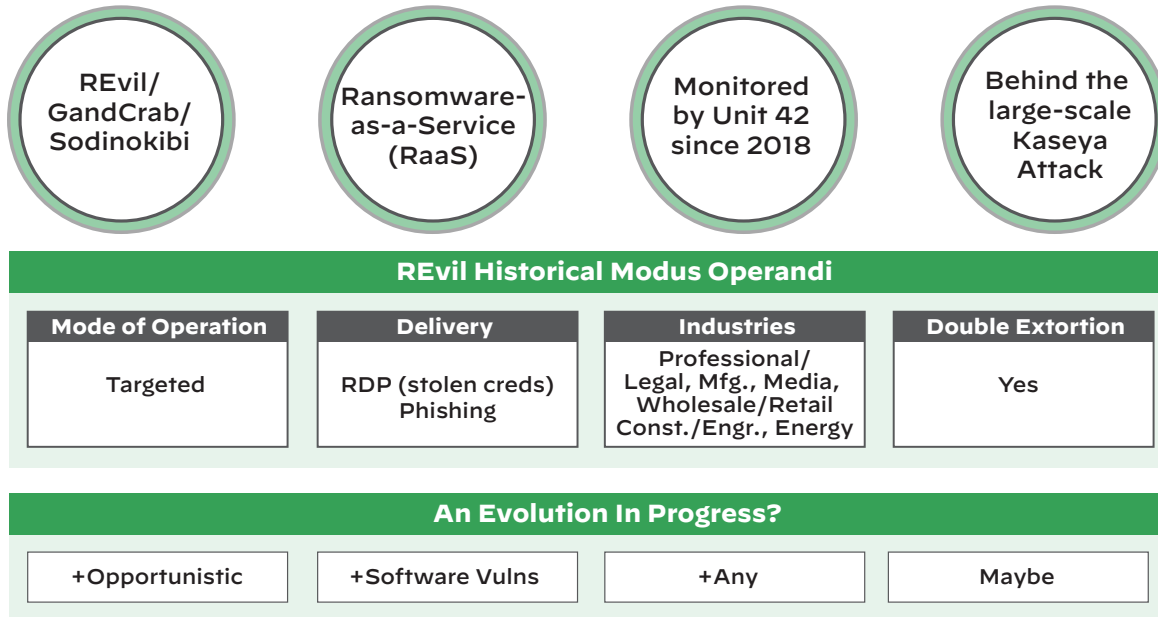 REvil/
GandCrab/
Sodinokibi
Ransomware-
as-a-Service
(RaaS)
Monitored
by Unit 42
since 2018
Behind the
large-scale
Kaseya
Attack
REvil Historical Modus Operandi
Mode of Operation
Targeted
Delivery
RDP (stolen creds)
Phishing
Industries
Professional/
Legal, Mfg., Media,
Wholesale/Retail
Const./Engr., Energy
Double Extortion
Yes
An Evolution In Progress?
+Opportunistic
+Software Vulns
+Any
Maybe